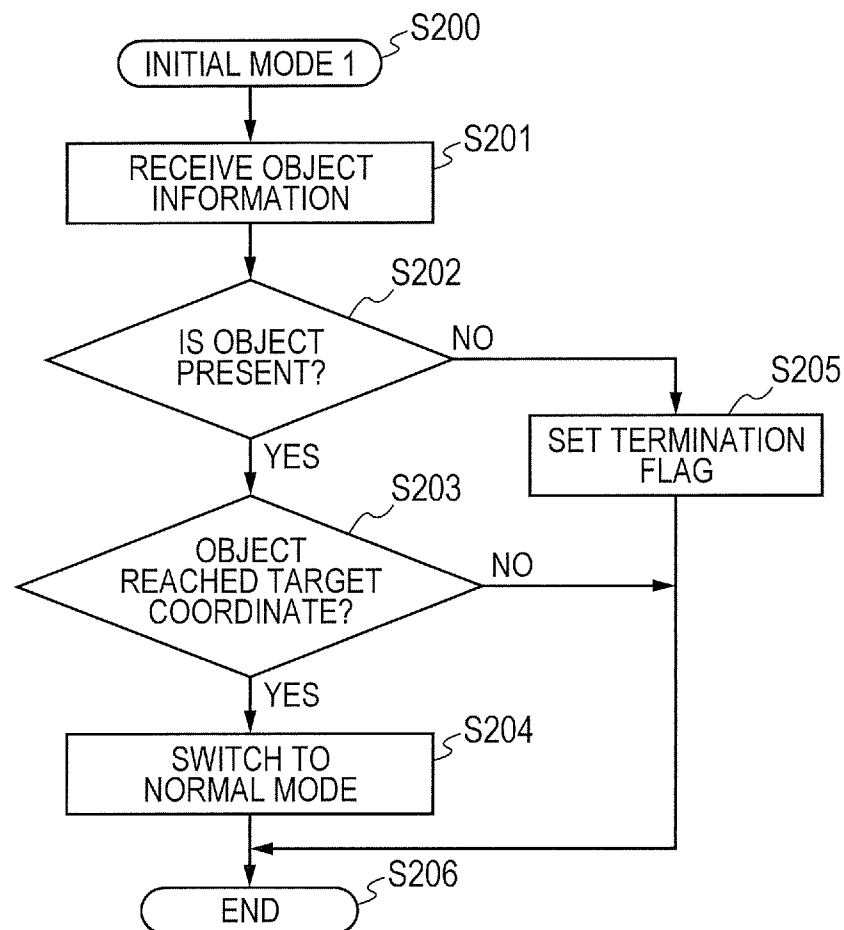 S200
INITIAL MODE 1
S201
RECEIVE OBJECT
INFORMATION
S202
IS OBJECT
PRESENT?
NO
S205
SET TERMINATION
FLAG
YES
S203
OBJECT
REACHED TARGET
COORDINATE?
NO
YES
S204
SWITCH TO
NORMAL MODE
S206
END